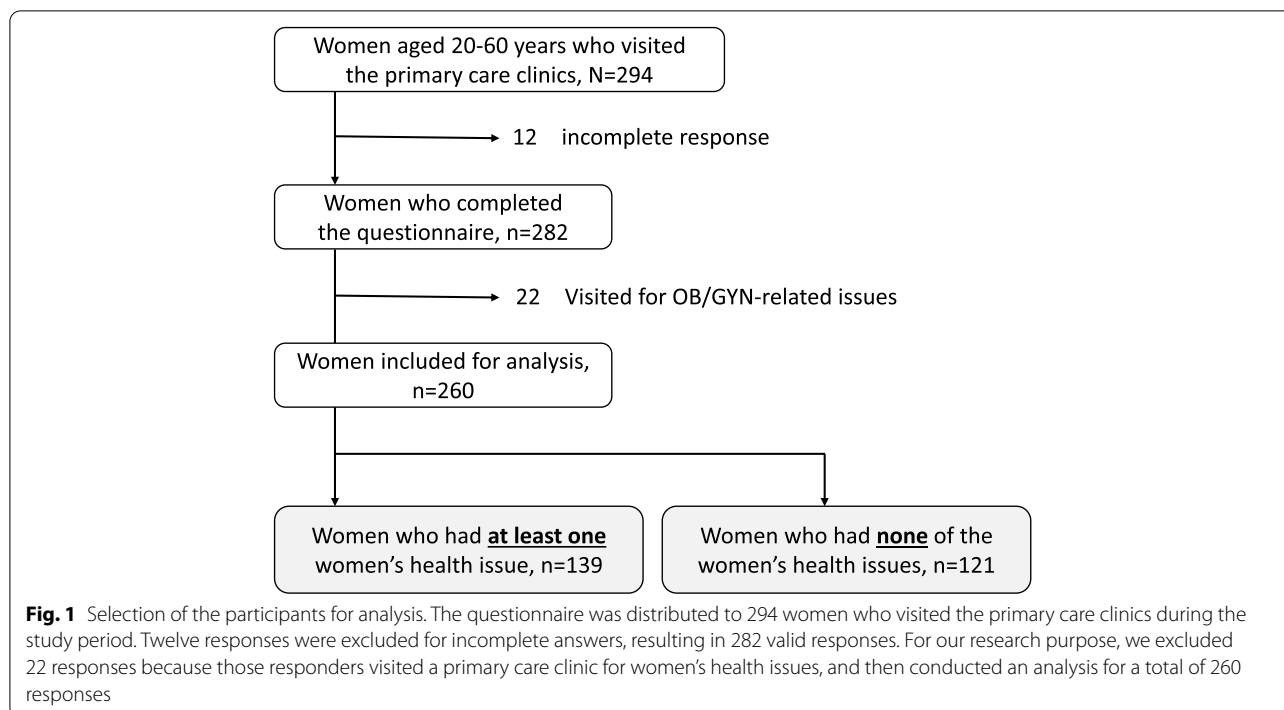 Women aged 20-60 years who visited
the primary care clinics, N=294
12 incomplete response
Women who completed
the questionnaire, n=282
22 Visited for OB/GYN-related issues
Women included for analysis,
n=260
Women who had at least one
women's health issue, n=139
Women who had none of the
women's health issues, n=121
Fig. 1 Selection of the participants for analysis. The questionnaire was distributed to 294 women who visited the primary care clinics during the
study period. Twelve responses were excluded for incomplete answers, resulting in 282 valid responses. For our research purpose, we excluded
22 responses because those responders visited a primary care clinic for women's health issues, and then conducted an analysis for a total of 260
responses